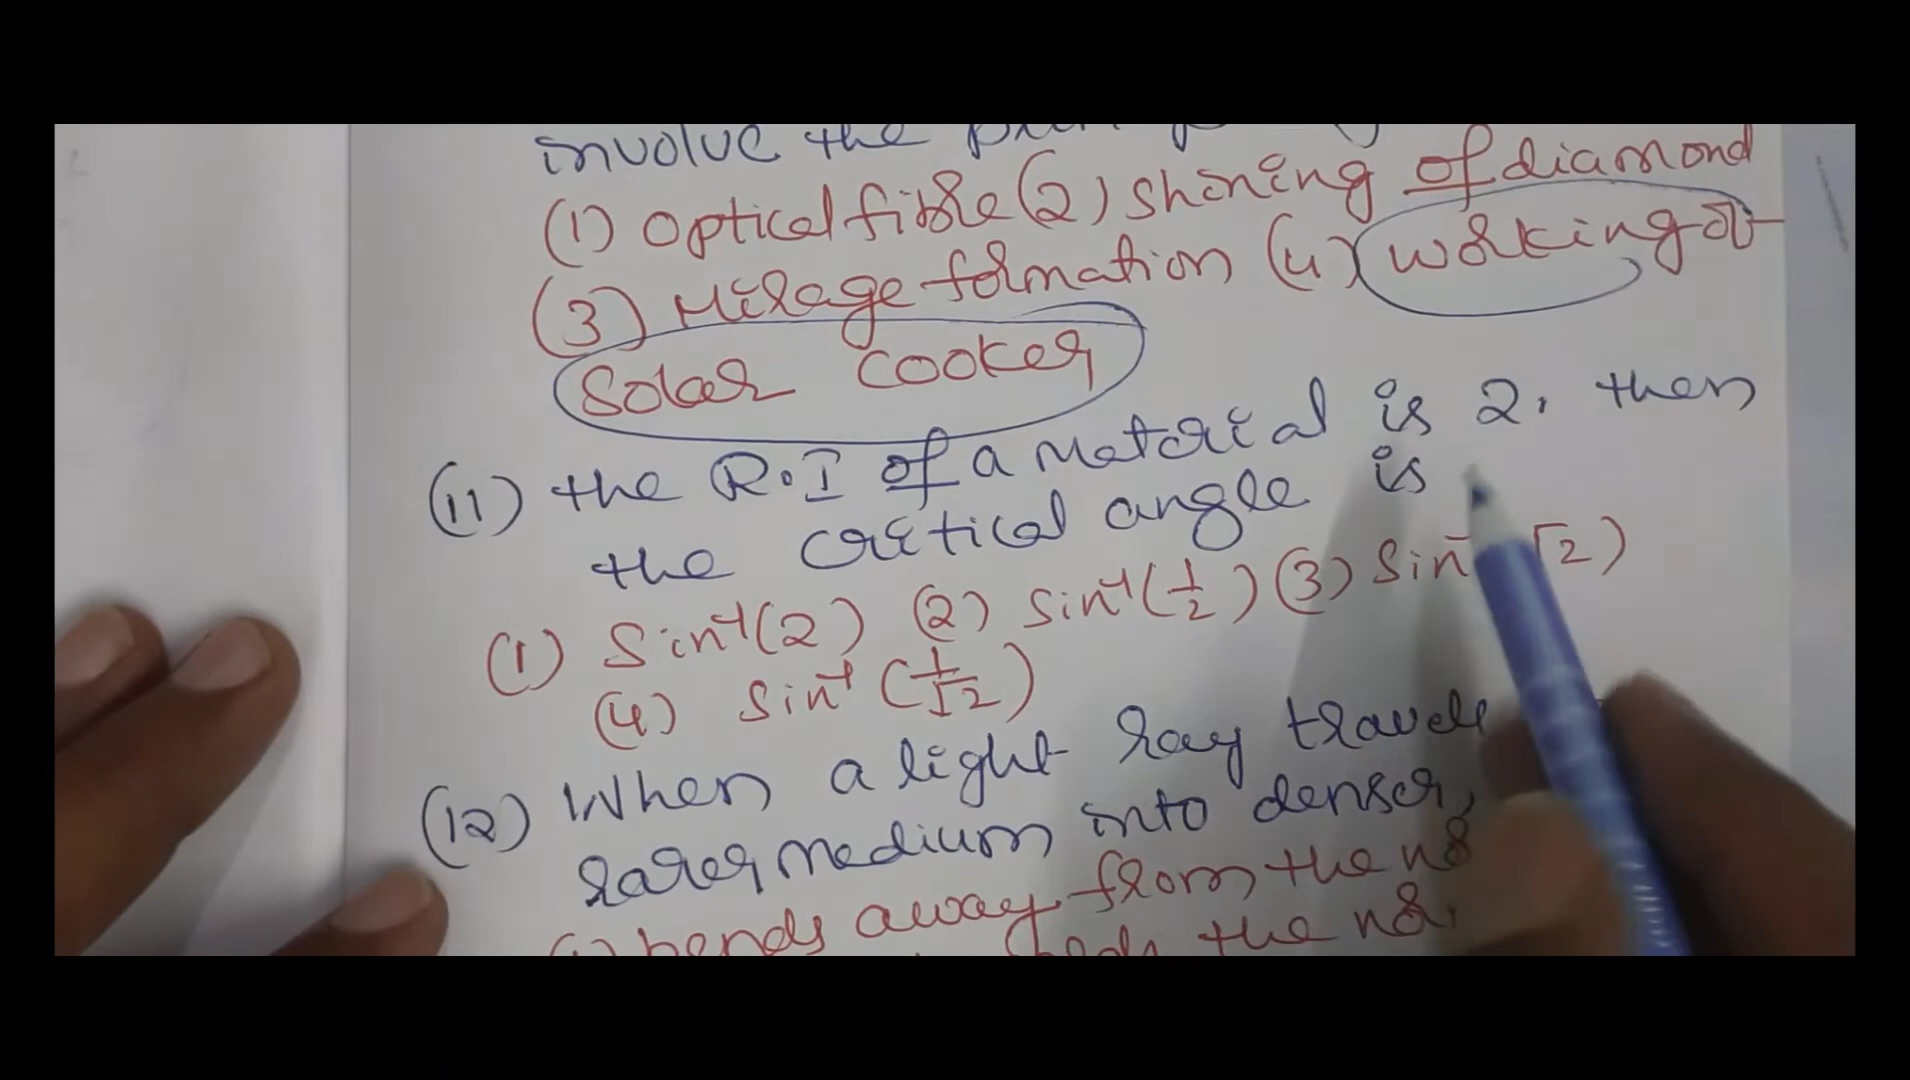 involve the
(1) Optical fibre (2) Shining of diamond
(3) Mirage formation (4) working of
Solar cooker
(11) the R.I of a Material is 2, then
the critical angle is
(1) Sin⁻¹(2) (2) Sin⁻¹(1/2) (3) Sin⁻ √2)
(4) Sin⁻¹ (1/√2)
(12) When a light ray travels
rarer medium into denser,
bends away from the
the